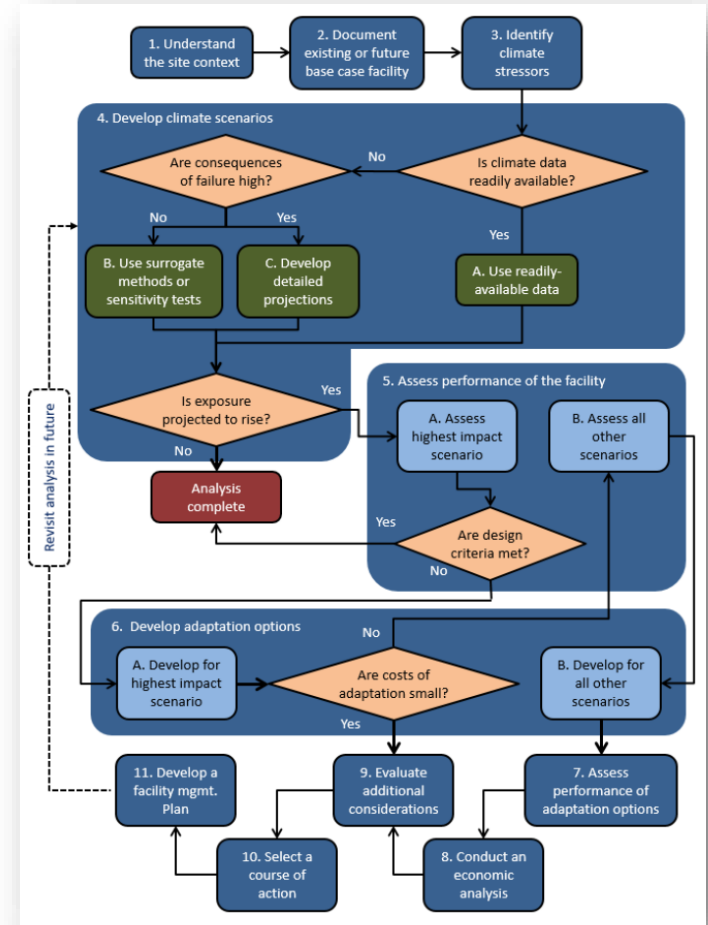 1. Understand
the site context
2. Document
existing or future
base case facility
3. Identify
climate
stressors
4. Develop climate scenarios
Are consequences
of failure high?
No
Is climate data
readily available?
No
Yes
Yes
B. Use surrogate
methods or
sensitivity tests
C. Develop
detailed
projections
A. Use readily-
available data
Is exposure
projected to rise?
Yes
No
5. Assess performance of the facility
A. Assess
highest impact
scenario
B. Assess all
other
scenarios
Analysis
complete
Yes
Are design
criteria met?
No
Revisit analysis in future
6. Develop adaptation options
No
A. Develop for
highest impact
scenario
Are costs of
adaptation small?
Yes
B. Develop for
all other
scenarios
11. Develop a
facility mgmt.
Plan
9. Evaluate
additional
considerations
7. Assess
performance of
adaptation options
10. Select a
course of
action
8. Conduct an
economic
analysis